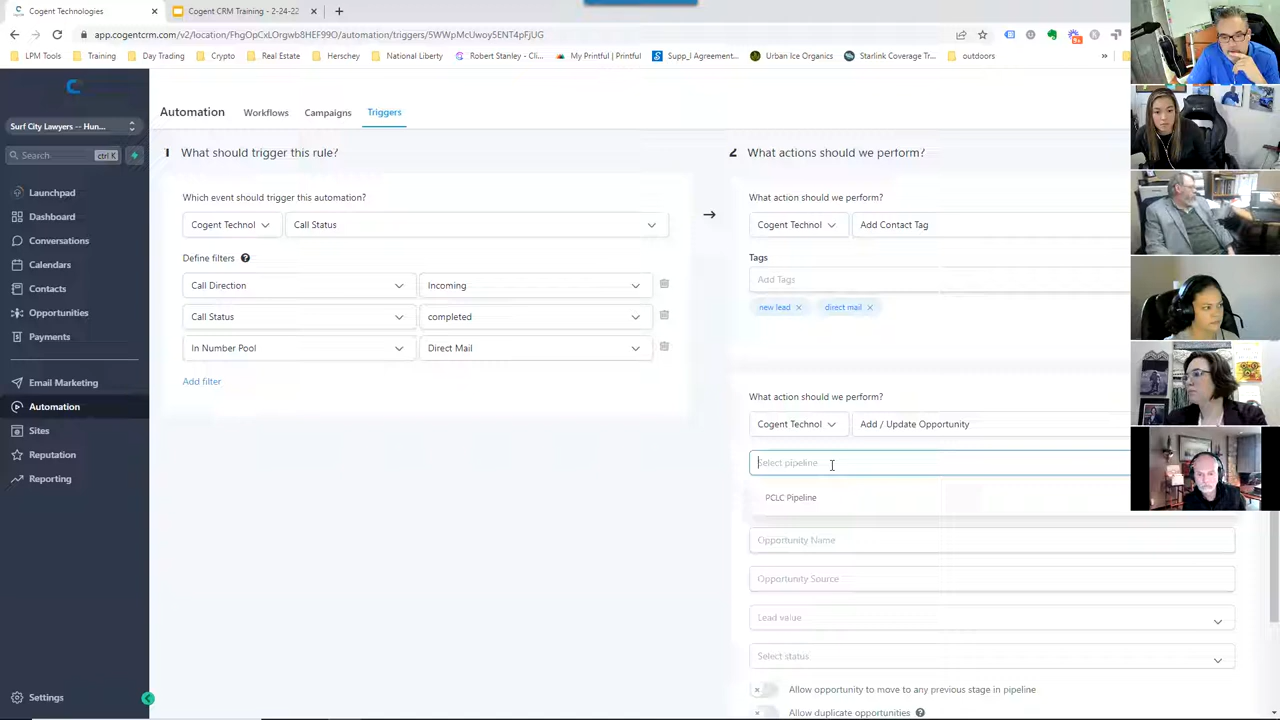 Cogent Technologies
Cogent CRM Training - 2-24-22
app.cogentcrm.com/v2/location/FhgOpCxLOrgwb8HEF99O/automation/triggers/5WWpMcUwoy5ENT4pFjUG
LPM Tools
Training
Day Trading
Crypto
Real Estate
Herschey
National Liberty
Robert Stanley - Cli...
My Printful | Printful
Supp_I Agreement...
Urban Ice Organics
Starlink Coverage Tra...
outdoors
Surf City Lawyers -- Hun...
Search
ctrl K
Launchpad
Dashboard
Conversations
Calendars
Contacts
Opportunities
Payments
Email Marketing
Automation
Sites
Reputation
Reporting
Settings
Automation
Workflows
Campaigns
Triggers
1 What should trigger this rule?
Which event should trigger this automation?
Cogent Technol
Call Status
Define filters
Call Direction
Incoming
Call Status
completed
In Number Pool
Direct Mail
Add filter
2 What actions should we perform?
What action should we perform?
Cogent Technol
Add Contact Tag
Tags
Add Tags
new lead
direct mail
What action should we perform?
Cogent Technol
Add / Update Opportunity
Select pipeline
PCLC Pipeline
Opportunity Name
Opportunity Source
Lead value
Select status
Allow opportunity to move to any previous stage in pipeline
Allow duplicate opportunities